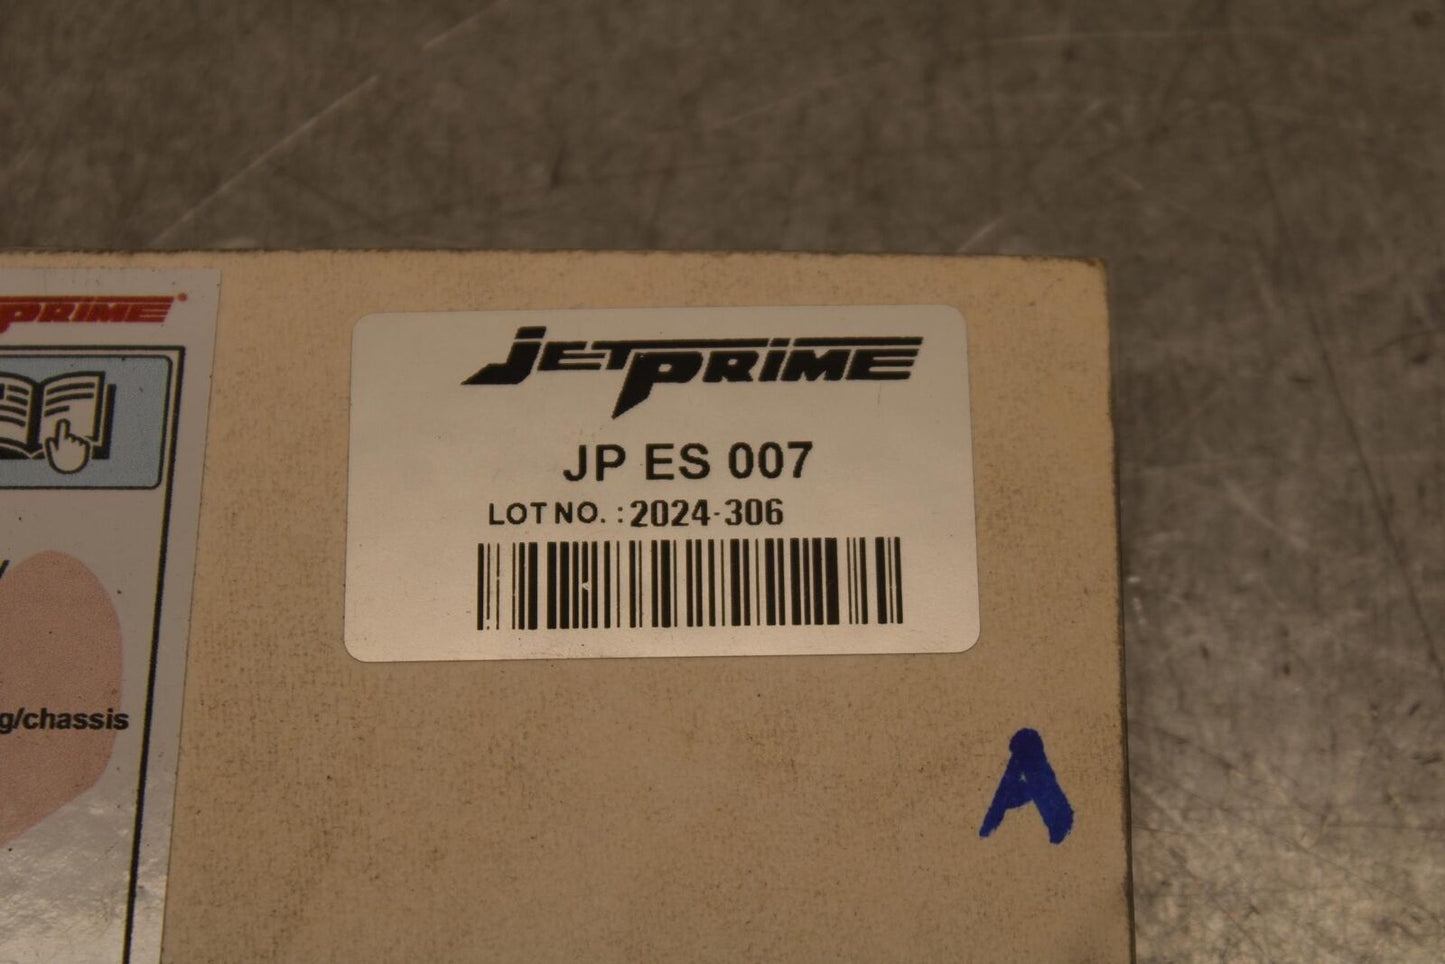 PRIME®
JETPRIME
JP ES 007
LOT NO. : 2024-306
g/chassis
A